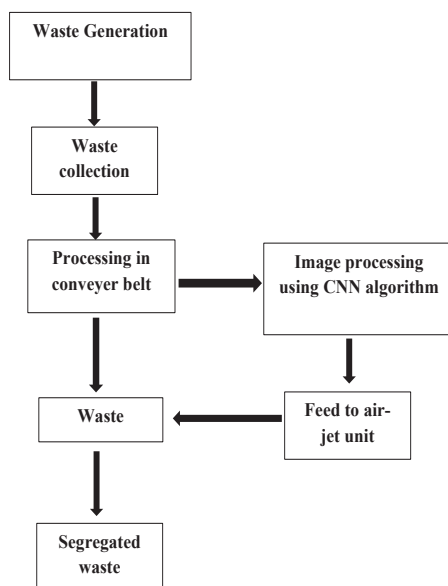 Waste Generation
Waste
collection
Processing in
conveyer belt
Image processing
using CNN algorithm
Waste
Feed to air-
jet unit
Segregated
waste